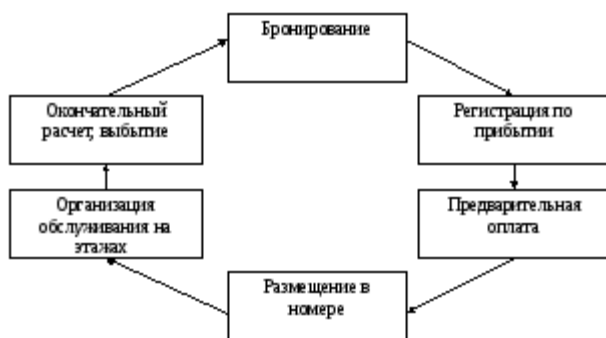 Бронирование
Регистрация по
прибытии
Предварительная
оплата
Размещение в
номере
Организация
обслуживания на
этажах
Окончательный
расчет, выбытие